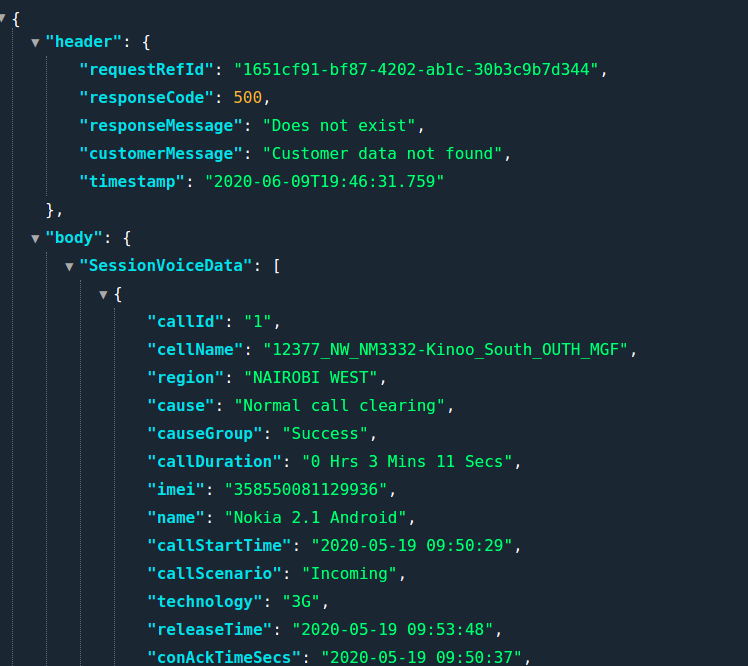 {
"header": {
"requestRefId": "1651cf91-bf87-4202-ab1c-30b3c9b7d344",
"responseCode": 500,
"responseMessage": "Does not exist",
"customerMessage": "Customer data not found",
"timestamp": "2020-06-09T19:46:31.759"
},
"body": {
"SessionVoiceData": [
{
"callId": "1",
"cellName": "12377_NW_NM3332-Kinoo_South_OUTH_MGF",
"region": "NAIROBI WEST",
"cause": "Normal call clearing",
"causeGroup": "Success",
"callDuration": "0 Hrs 3 Mins 11 Secs",
"imei": "358550081129936",
"name": "Nokia 2.1 Android",
"callStartTime": "2020-05-19 09:50:29",
"callScenario": "Incoming",
"technology": "3G",
"releaseTime": "2020-05-19 09:53:48",
"conAckTimeSecs": "2020-05-19 09:50:37",